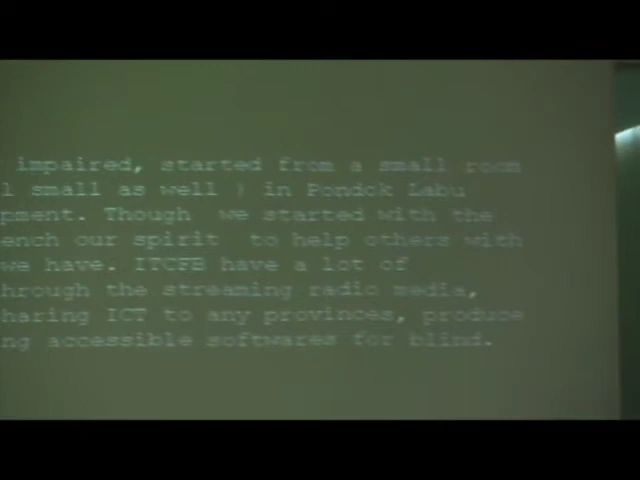 impaired, started from a small room
l small as well ) in Pondok Labu
pment. Though we started with the
ench our spirit to help others with
we have. ITCFB have a lot of
hrough the streaming radio media,
haring ICT to any provinces, produce
ng accessible softwares for blind.